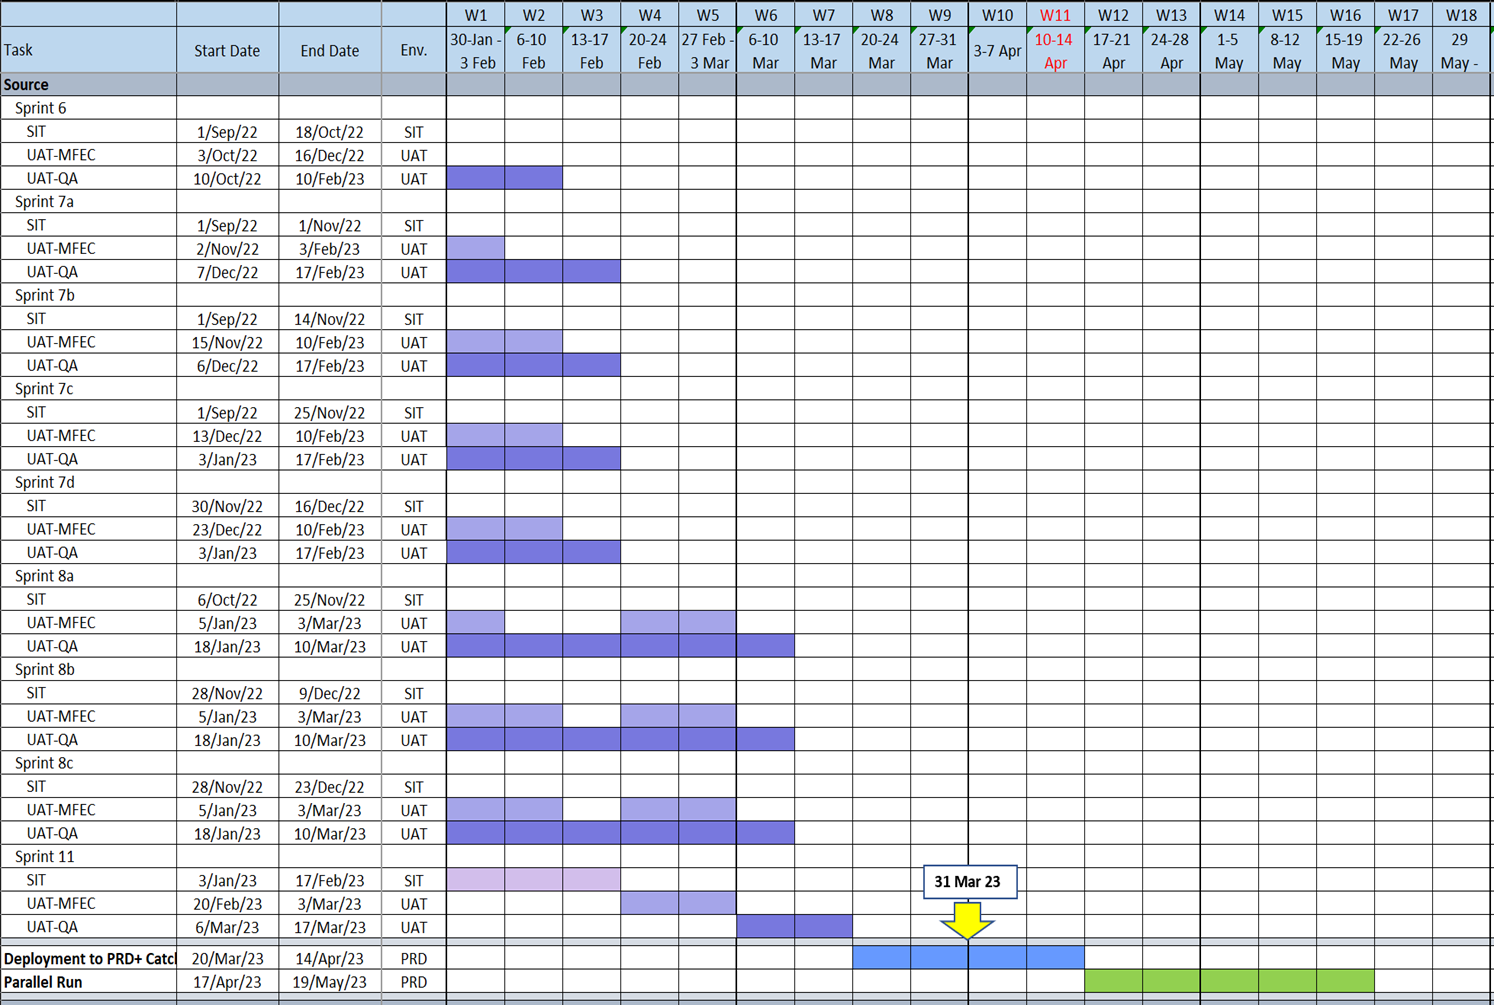 W1 W2 W3 W4 W5 W6 W7 W8 W9 W10 W11 W12 W13 W14 W15 W16 W17 W18
Task Start Date End Date Env. 30-Jan - 3 Feb 6-10 Feb 13-17 Feb 20-24 Feb 27 Feb - 3 Mar 6-10 Mar 13-17 Mar 20-24 Mar 27-31 Mar 3-7 Apr 10-14 Apr 17-21 Apr 24-28 Apr 1-5 May 8-12 May 15-19 May 22-26 May 29 May -
Source
Sprint 6
SIT 1/Sep/22 18/Oct/22 SIT
UAT-MFEC 3/Oct/22 16/Dec/22 UAT
UAT-QA 10/Oct/22 10/Feb/23 UAT
Sprint 7a
SIT 1/Sep/22 1/Nov/22 SIT
UAT-MFEC 2/Nov/22 3/Feb/23 UAT
UAT-QA 7/Dec/22 17/Feb/23 UAT
Sprint 7b
SIT 1/Sep/22 14/Nov/22 SIT
UAT-MFEC 15/Nov/22 10/Feb/23 UAT
UAT-QA 6/Dec/22 17/Feb/23 UAT
Sprint 7c
SIT 1/Sep/22 25/Nov/22 SIT
UAT-MFEC 13/Dec/22 10/Feb/23 UAT
UAT-QA 3/Jan/23 17/Feb/23 UAT
Sprint 7d
SIT 30/Nov/22 16/Dec/22 SIT
UAT-MFEC 23/Dec/22 10/Feb/23 UAT
UAT-QA 3/Jan/23 17/Feb/23 UAT
Sprint 8a
SIT 6/Oct/22 25/Nov/22 SIT
UAT-MFEC 5/Jan/23 3/Mar/23 UAT
UAT-QA 18/Jan/23 10/Mar/23 UAT
Sprint 8b
SIT 28/Nov/22 9/Dec/22 SIT
UAT-MFEC 5/Jan/23 3/Mar/23 UAT
UAT-QA 18/Jan/23 10/Mar/23 UAT
Sprint 8c
SIT 28/Nov/22 23/Dec/22 SIT
UAT-MFEC 5/Jan/23 3/Mar/23 UAT
UAT-QA 18/Jan/23 10/Mar/23 UAT
Sprint 11
SIT 3/Jan/23 17/Feb/23 SIT
31 Mar 23
UAT-MFEC 20/Feb/23 3/Mar/23 UAT
UAT-QA 6/Mar/23 17/Mar/23 UAT
Deployment to PRD+ Catc 20/Mar/23 14/Apr/23 PRD
Parallel Run 17/Apr/23 19/May/23 PRD